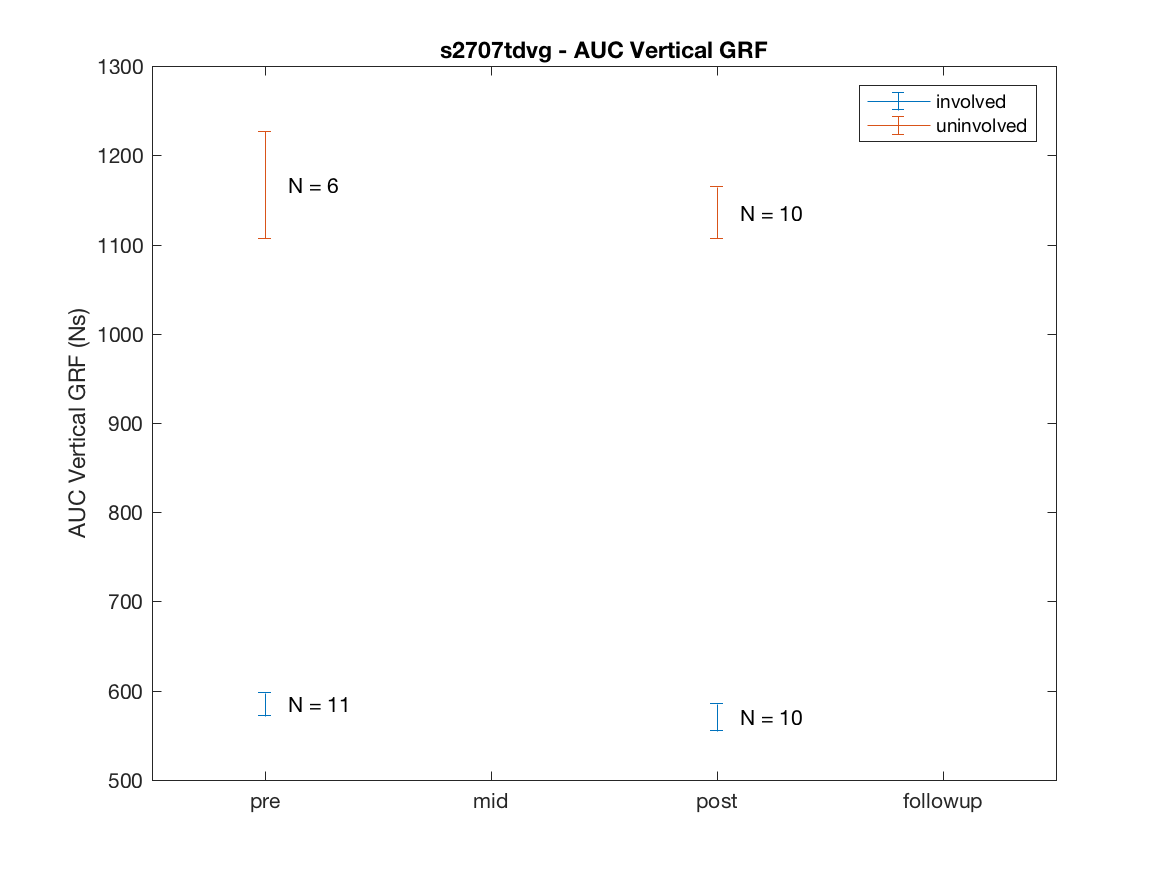 s2707tdvg - AUC Vertical GRF
1300
1200
1100
1000
900
800
700
600
500
AUC Vertical GRF (Ns)
involved
uninvolved
N = 6
N = 10
N = 11
N = 10
pre
mid
post
followup